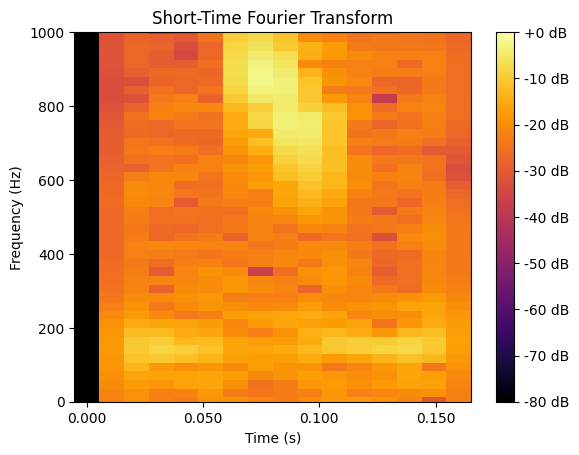 Short-Time Fourier Transform
1000
800
600
400
200
0
Frequency (Hz)
0.000
0.050
0.100
0.150
Time (s)
+0 dB
-10 dB
-20 dB
-30 dB
-40 dB
-50 dB
-60 dB
-70 dB
-80 dB